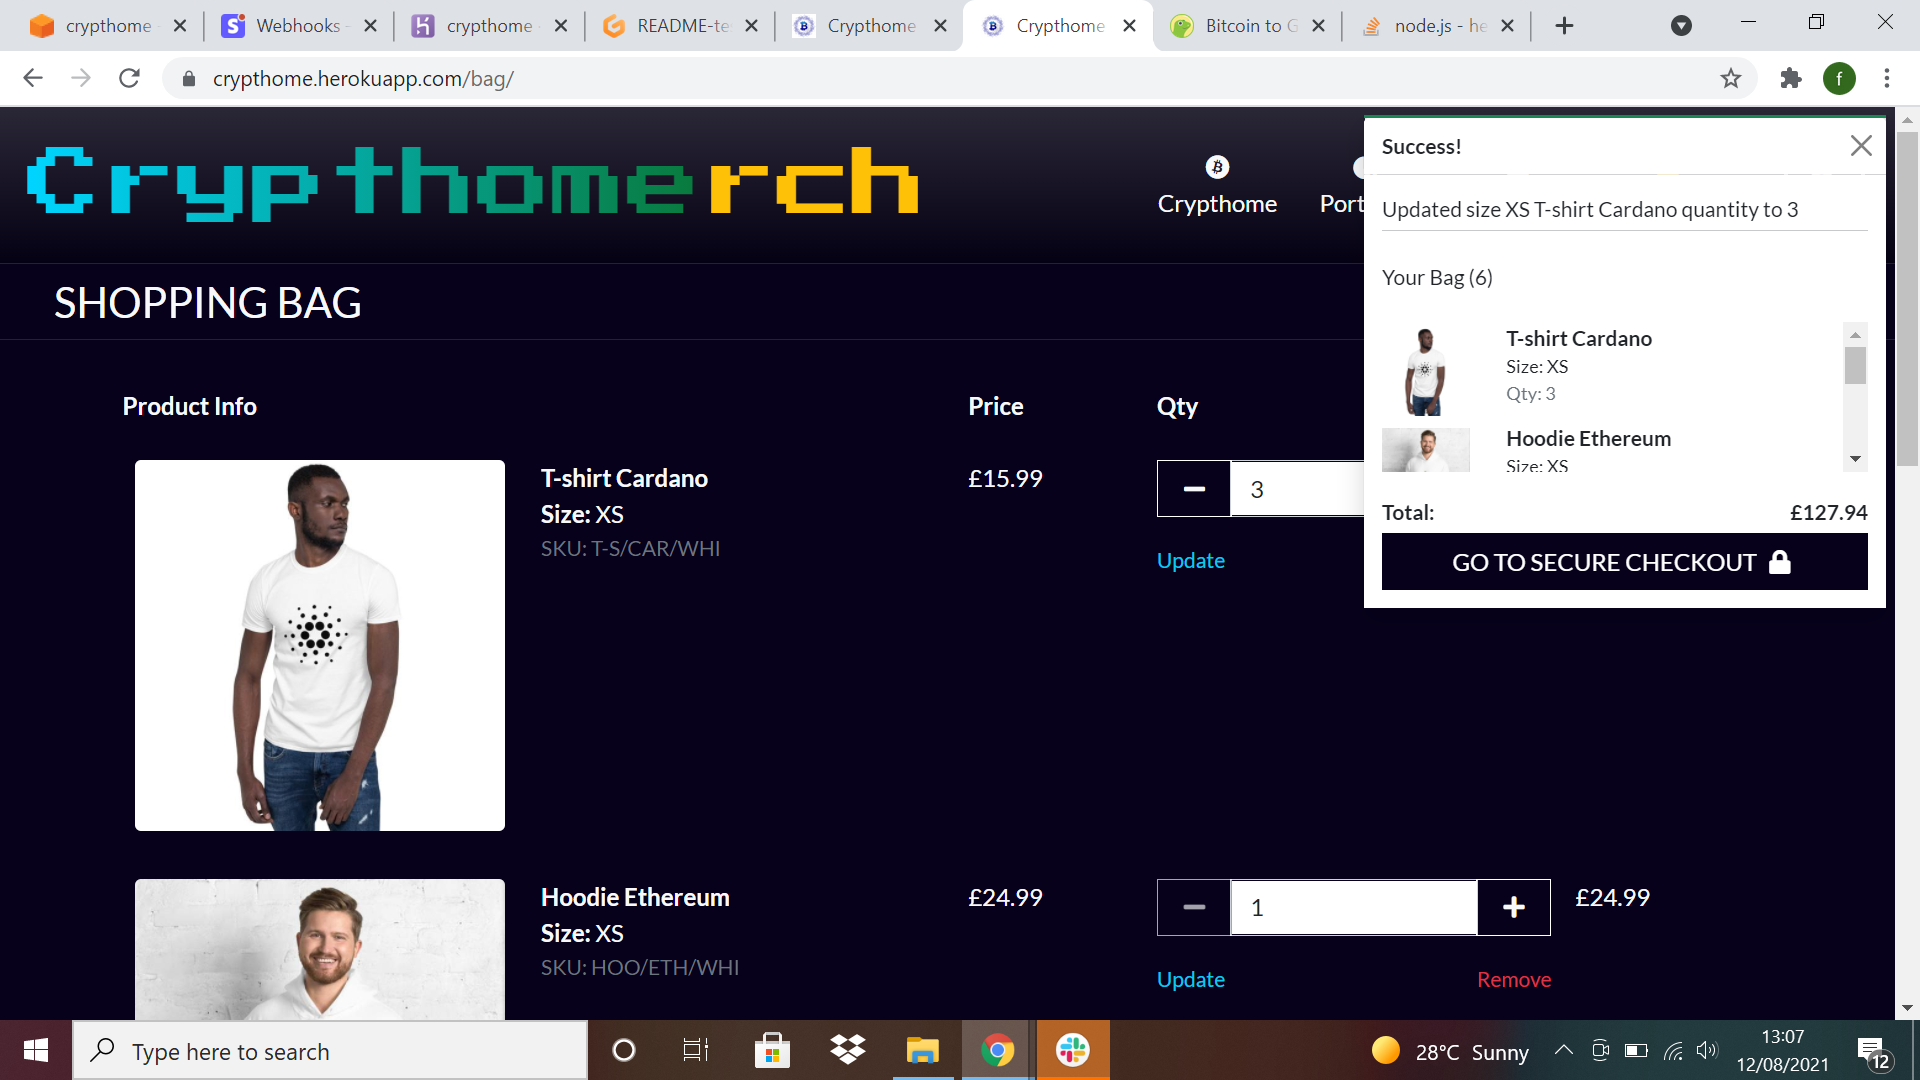 crypthome
Webhooks -
crypthome
README-te
Crypthome
Crypthome
Bitcoin to G
node.js - he
crypthome.herokuapp.com/bag/
f
Crypthomerch
Crypthome
Port
Success!
Updated size XS T-shirt Cardano quantity to 3
Your Bag (6)
T-shirt Cardano
Size: XS
Qty: 3
Hoodie Ethereum
Size: XS
Total: £127.94
GO TO SECURE CHECKOUT
SHOPPING BAG
Product Info Price Qty
T-shirt Cardano £15.99 3
Size: XS
SKU: T-S/CAR/WHI
Update
Hoodie Ethereum £24.99 1 £24.99
Size: XS
SKU: HOO/ETH/WHI
Update Remove
Type here to search
28°C Sunny
13:07
12/08/2021
12